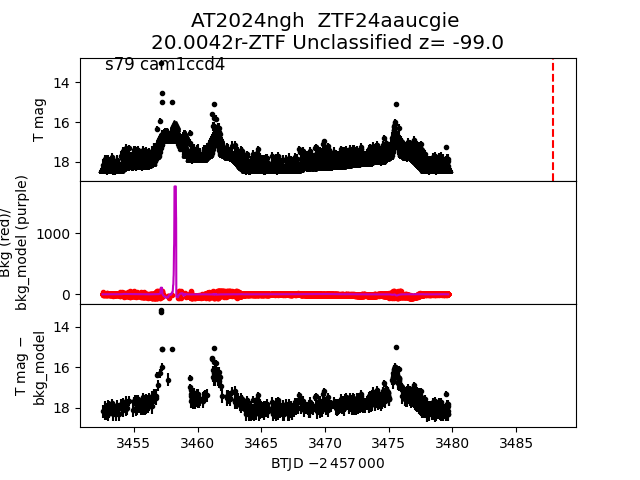 AT2024ngh  ZTF24aaucgie
20.0042r-ZTF Unclassified z= -99.0
s79 cam1ccd4
14
16
18
T mag
1000
0
Bkg (red)/
bkg_model (purple)
14
16
18
T mag −
bkg_model
3455 3460 3465 3470 3475 3480 3485
BTJD −2 457 000